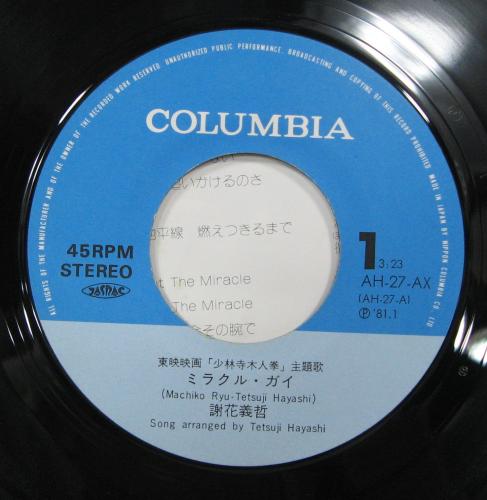 ALL RIGHTS OF THE MANUFACTURER AND OF THE OWNER OF THE RECORDED WORK RESERVED. UNAUTHORIZED PUBLIC PERFORMANCE, BROADCASTING AND COPYING OF THIS RECORD PROHIBITED. MADE IN JAPAN BY NIPPON COLUMBIA CO., LTD.
COLUMBIA
いかけるのさ
平線 燃えつきるまで
The Miracle
The Miracle
その腕で
45RPM
STEREO
JASRAC
1 3:23
AH-27-AX
(AH-27-A)
Ⓟ '81.1
東映映画「少林寺木人拳」主題歌
ミラクル・ガイ
(Machiko Ryu-Tetsuji Hayashi)
謝花義哲
Song arranged by Tetsuji Hayashi